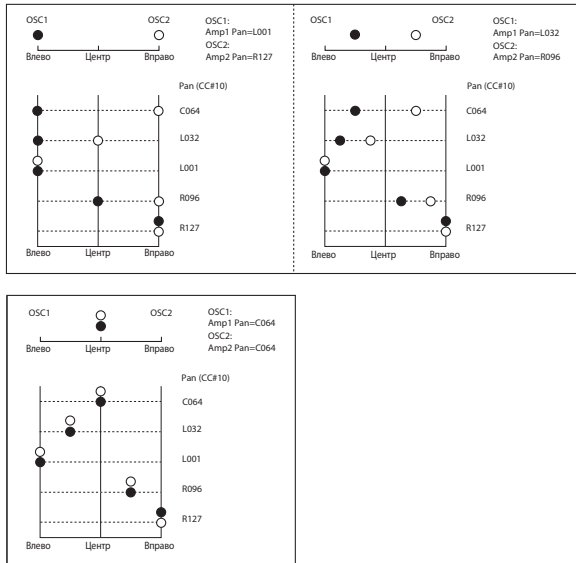 OSC1 OSC2
OSC1:
Amp1 Pan=L001
OSC2:
Amp2 Pan=R127
Влево Центр Вправо
Pan (CC#10)
C064
L032
L001
R096
R127
Влево Центр Вправо
OSC1 OSC2
OSC1:
Amp1 Pan=L032
OSC2:
Amp2 Pan=R096
Влево Центр Вправо
Pan (CC#10)
C064
L032
L001
R096
R127
Влево Центр Вправо
OSC1 OSC2
OSC1:
Amp1 Pan=C064
OSC2:
Amp2 Pan=C064
Влево Центр Вправо
Pan (CC#10)
C064
L032
L001
R096
R127
Влево Центр Вправо